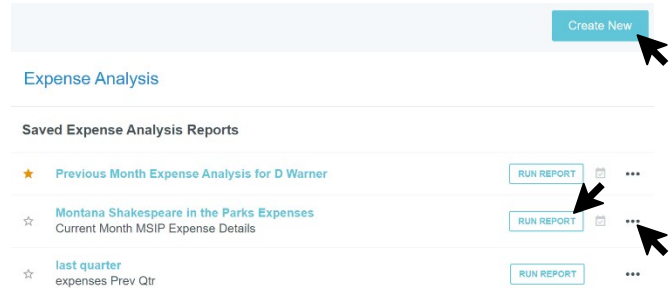 Create New
Expense Analysis
Saved Expense Analysis Reports
Previous Month Expense Analysis for D Warner RUN REPORT
Montana Shakespeare in the Parks Expenses
Current Month MSIP Expense Details RUN REPORT
last quarter
expenses Prev Qtr RUN REPORT